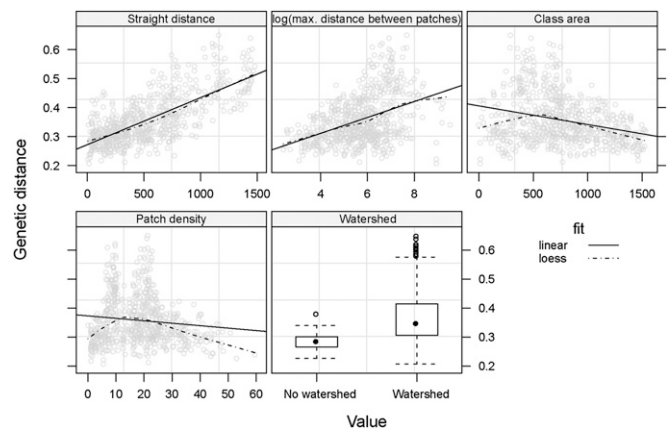 Straight distance
log(max. distance between patches)
Class area
0.6
0.5
0.4
0.3
0.2
0 500 1000 1500
4 6 8
0 500 1000 1500
Genetic distance
Patch density
Watershed
fit
linear
loess
0.6
0.5
0.4
0.3
0.2
0 10 20 30 40 50 60
No watershed
Watershed
Value